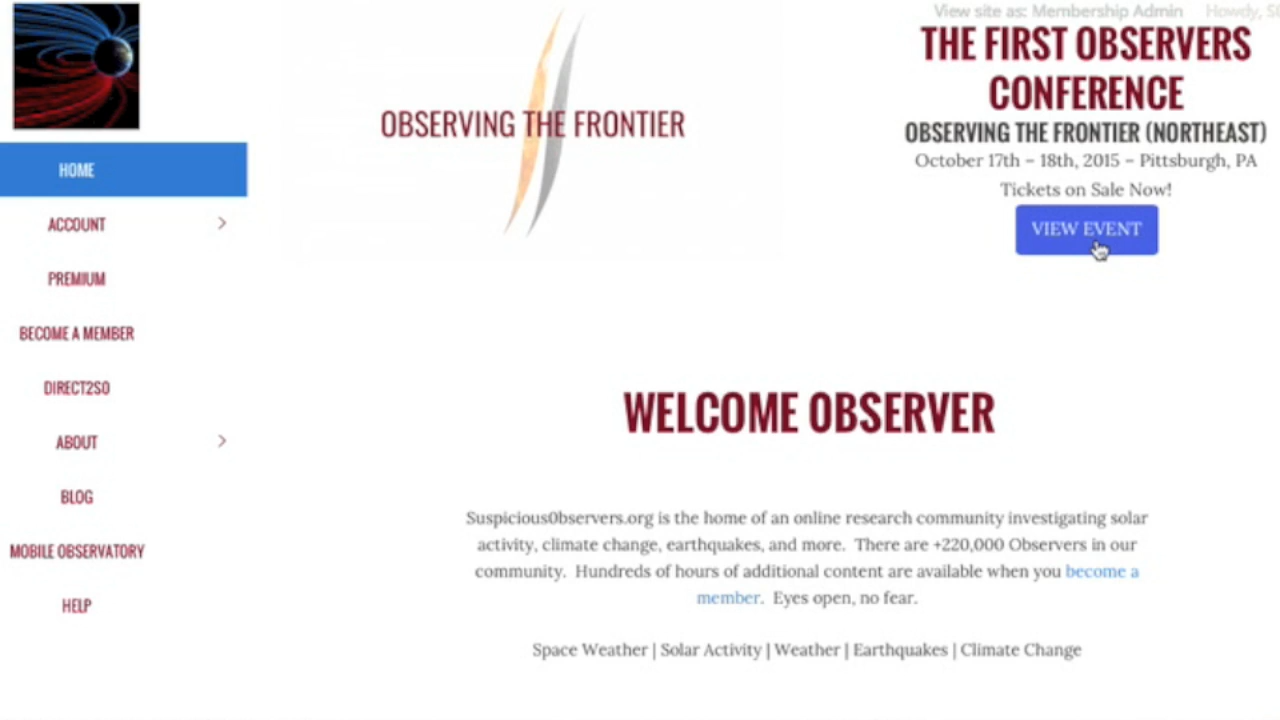 View site as: Membership Admin Howdy,
THE FIRST OBSERVERS
CONFERENCE
OBSERVING THE FRONTIER (NORTHEAST)
October 17th – 18th, 2015 – Pittsburgh, PA
Tickets on Sale Now!
VIEW EVENT
OBSERVING THE FRONTIER
HOME
ACCOUNT
PREMIUM
BECOME A MEMBER
DIRECT2SO
ABOUT
BLOG
MOBILE OBSERVATORY
HELP
WELCOME OBSERVER
Suspicious0bservers.org is the home of an online research community investigating solar
activity, climate change, earthquakes, and more. There are +220,000 Observers in our
community. Hundreds of hours of additional content are available when you become a
member. Eyes open, no fear.
Space Weather | Solar Activity | Weather | Earthquakes | Climate Change